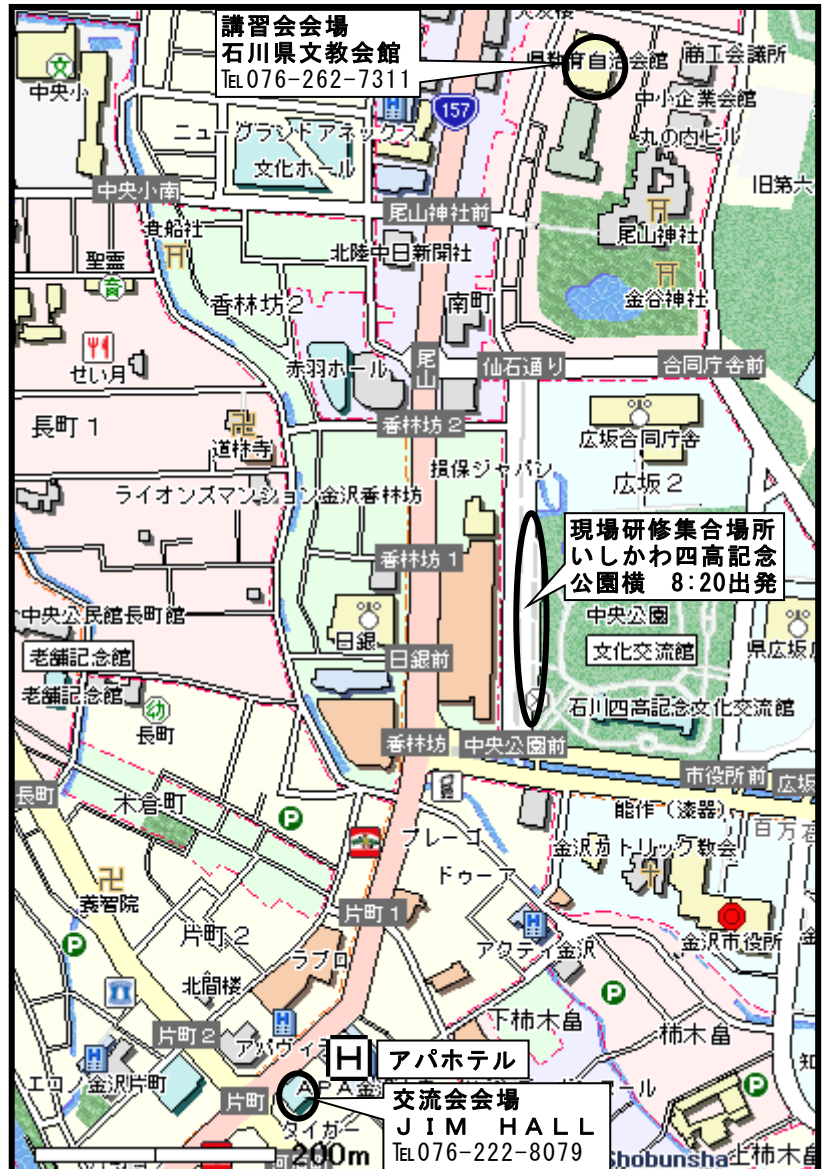 講習会会場
石川県文教会館
℡076-262-7311
商工会議所
中央小
157
中小企業会館
ニューグランドアネックス
丸の内ビル
文化ホール
旧第六
中央小南
尾山神社前
尾山神社
貴船社
北陸中日新聞社
聖霊
香林坊2
南町
金谷神社
せい月
赤羽ホール
尾山
仙石通り
合同庁舎前
長町1
香林坊2
広坂合同庁舎
道林寺
損保ジャパン
広坂2
ライオンズマンション金沢香林坊
現場研修集合場所
いしかわ四高記念
公園横 8:20出発
香林坊1
中央公民館長町館
中央公園
日銀
老舗記念館
日銀前
文化交流館
県広坂
老舗記念館
石川四高記念文化交流館
長町
香林坊
中央公園前
市役所前
広坂
長町
木倉町
能作(漆器)
百万石
プレーゴ
金沢カトリック教会
ドゥーア
養智院
片町1
片町2
アクティ金沢
金沢市役所
ラブロ
北間楼
下柿木畠
柿木畠
片町2
アパヴィ
H
アパホテル
エコノ金沢片町
片町
APA金
交流会会場
JIM HALL
℡076-222-8079
タイガー
200m
Shobunsha
上柿木